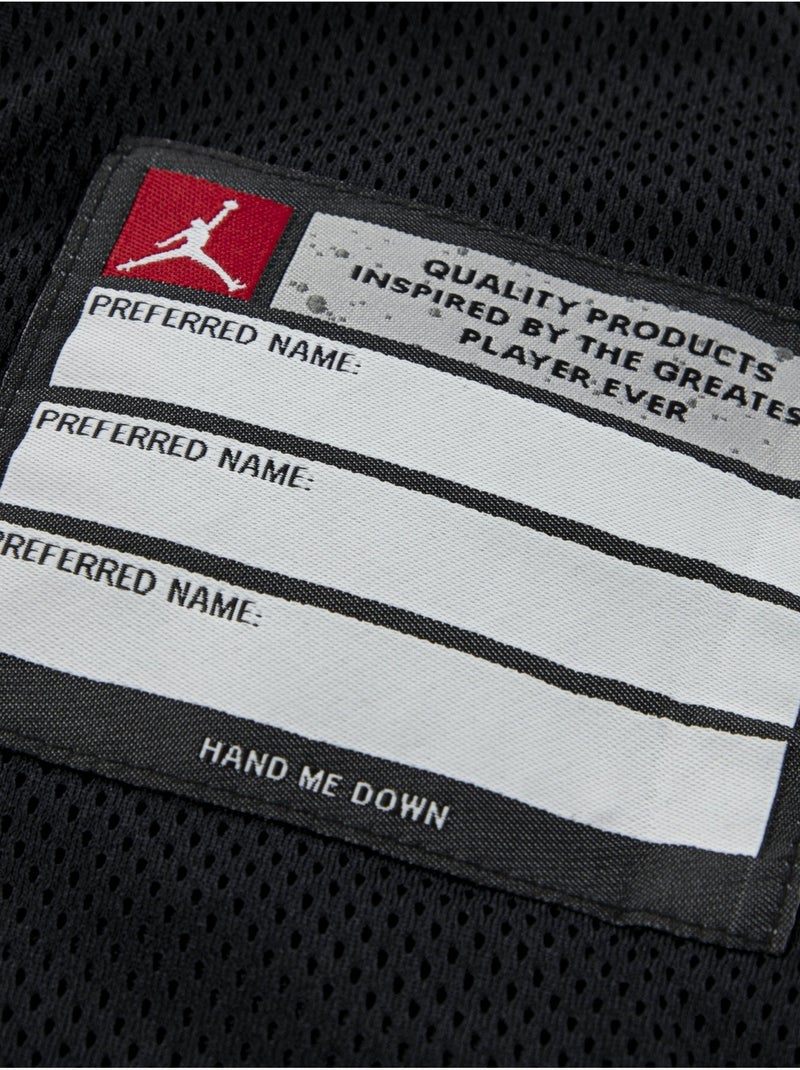 QUALITY PRODUCTS
INSPIRED BY THE GREATES
PLAYER EVER
PREFERRED NAME:
PREFERRED NAME:
PREFERRED NAME:
HAND ME DOWN